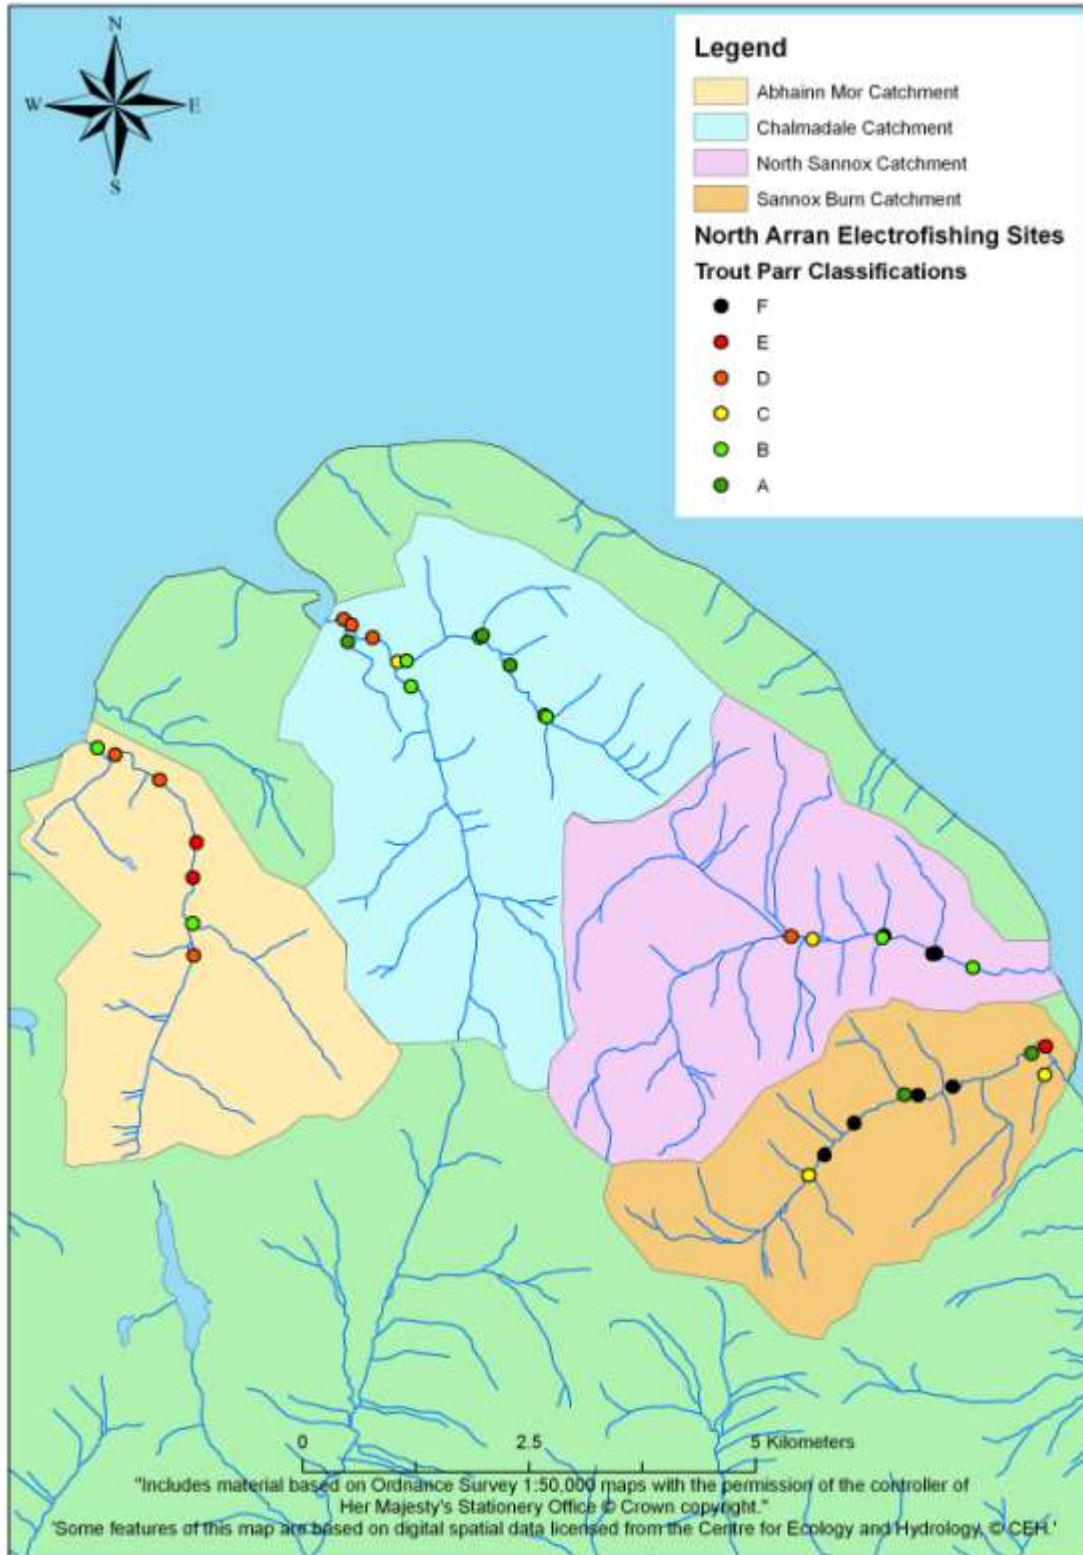 N
W
E
S
Legend
Abhainn Mor Catchment
Chalmadale Catchment
North Sannox Catchment
Sannox Burn Catchment
North Arran Electrofishing Sites
Trout Parr Classifications
F
E
D
C
B
A
0 2.5 5 Kilometers
"Includes material based on Ordnance Survey 1:50,000 maps with the permission of the controller of
Her Majesty's Stationery Office © Crown copyright."
'Some features of this map are based on digital spatial data licensed from the Centre for Ecology and Hydrology, © CEH.'